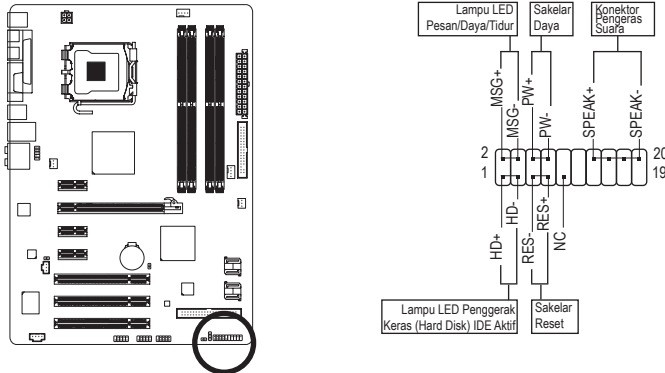 Lampu LED
Pesan/Daya/Tidur
Sakelar
Daya
Konektor
Pengeras
Suara
MSG+
MSG-
PW+
PW-
SPEAK+
SPEAK-
2
20
1
19
HD+
HD-
RES-
RES+
NC
Lampu LED Penggerak
Keras (Hard Disk) IDE Aktif
Sakelar
Reset